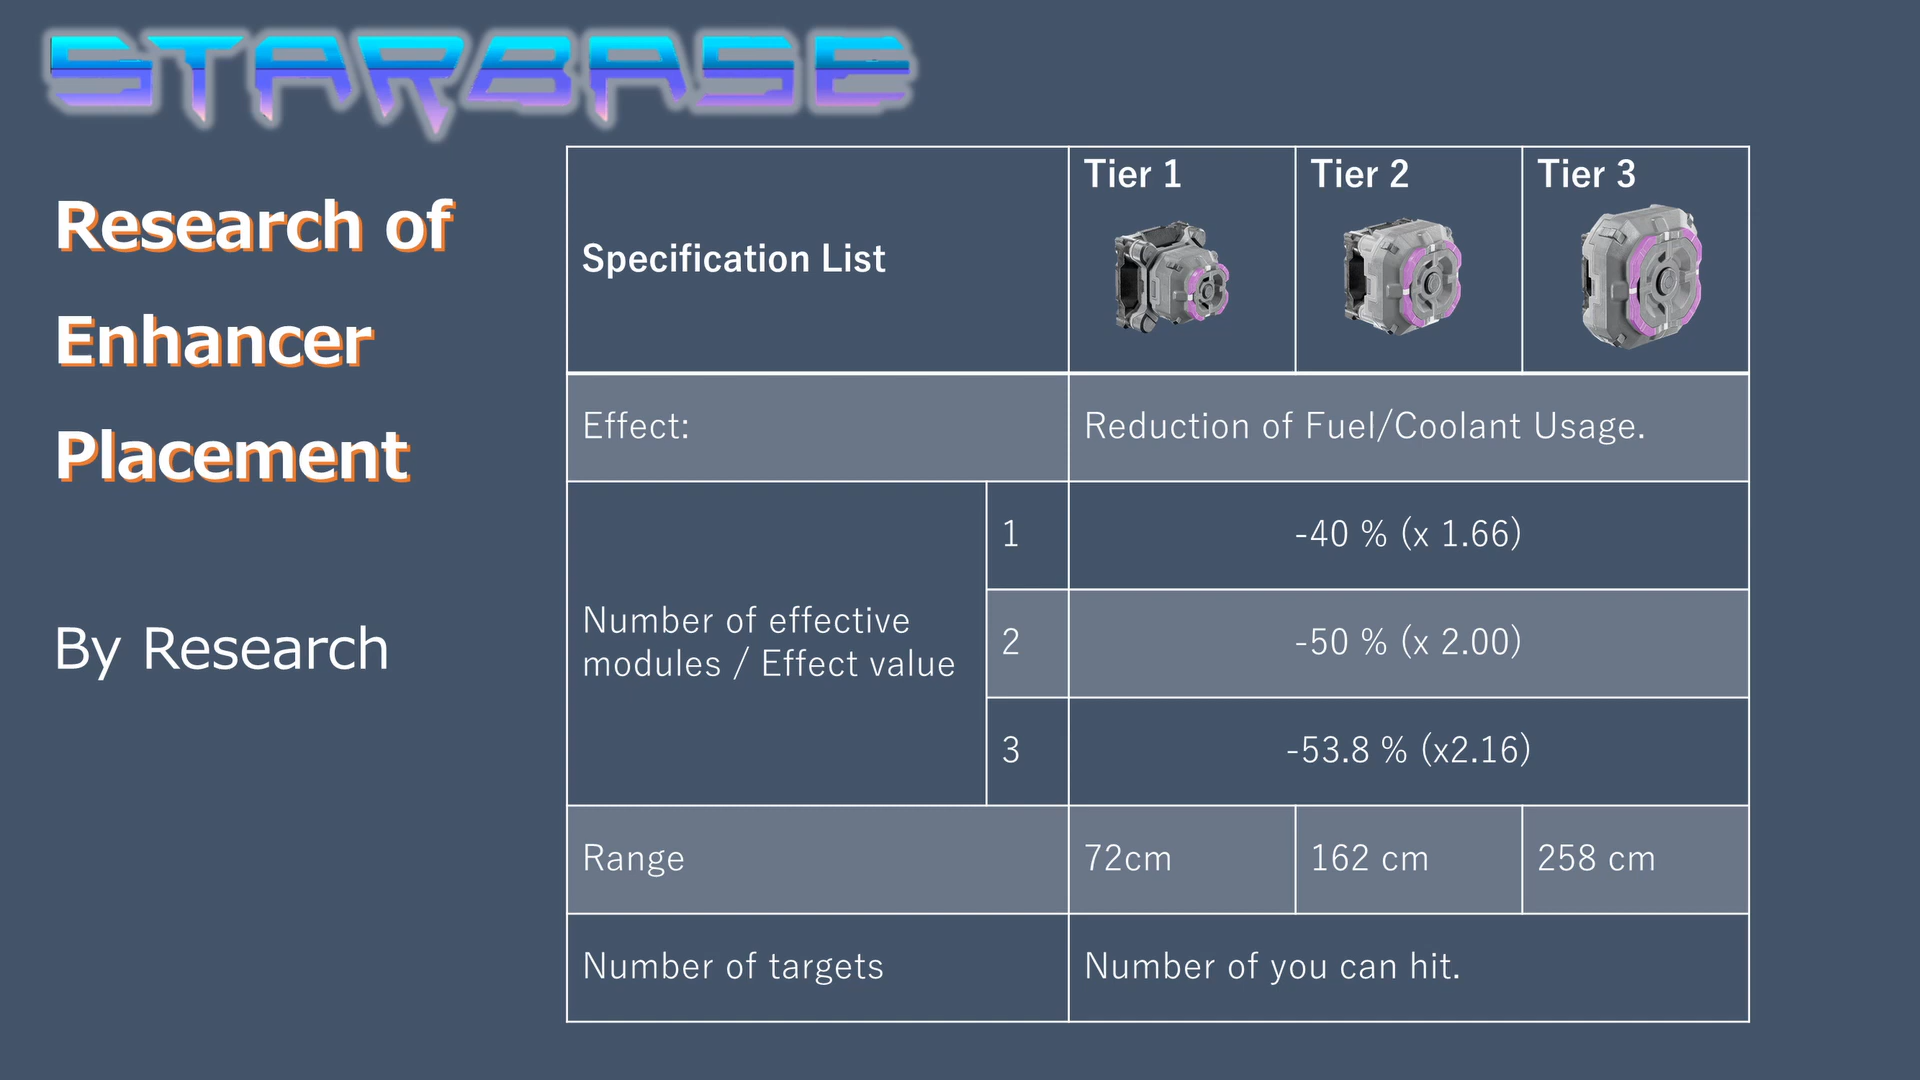 STARBASE
Research of
Enhancer
Placement
By Research
Specification List
Tier 1
Tier 2
Tier 3
Effect:
Reduction of Fuel/Coolant Usage.
Number of effective
modules / Effect value
1
-40 % (x 1.66)
2
-50 % (x 2.00)
3
-53.8 % (x2.16)
Range
72cm
162 cm
258 cm
Number of targets
Number of you can hit.